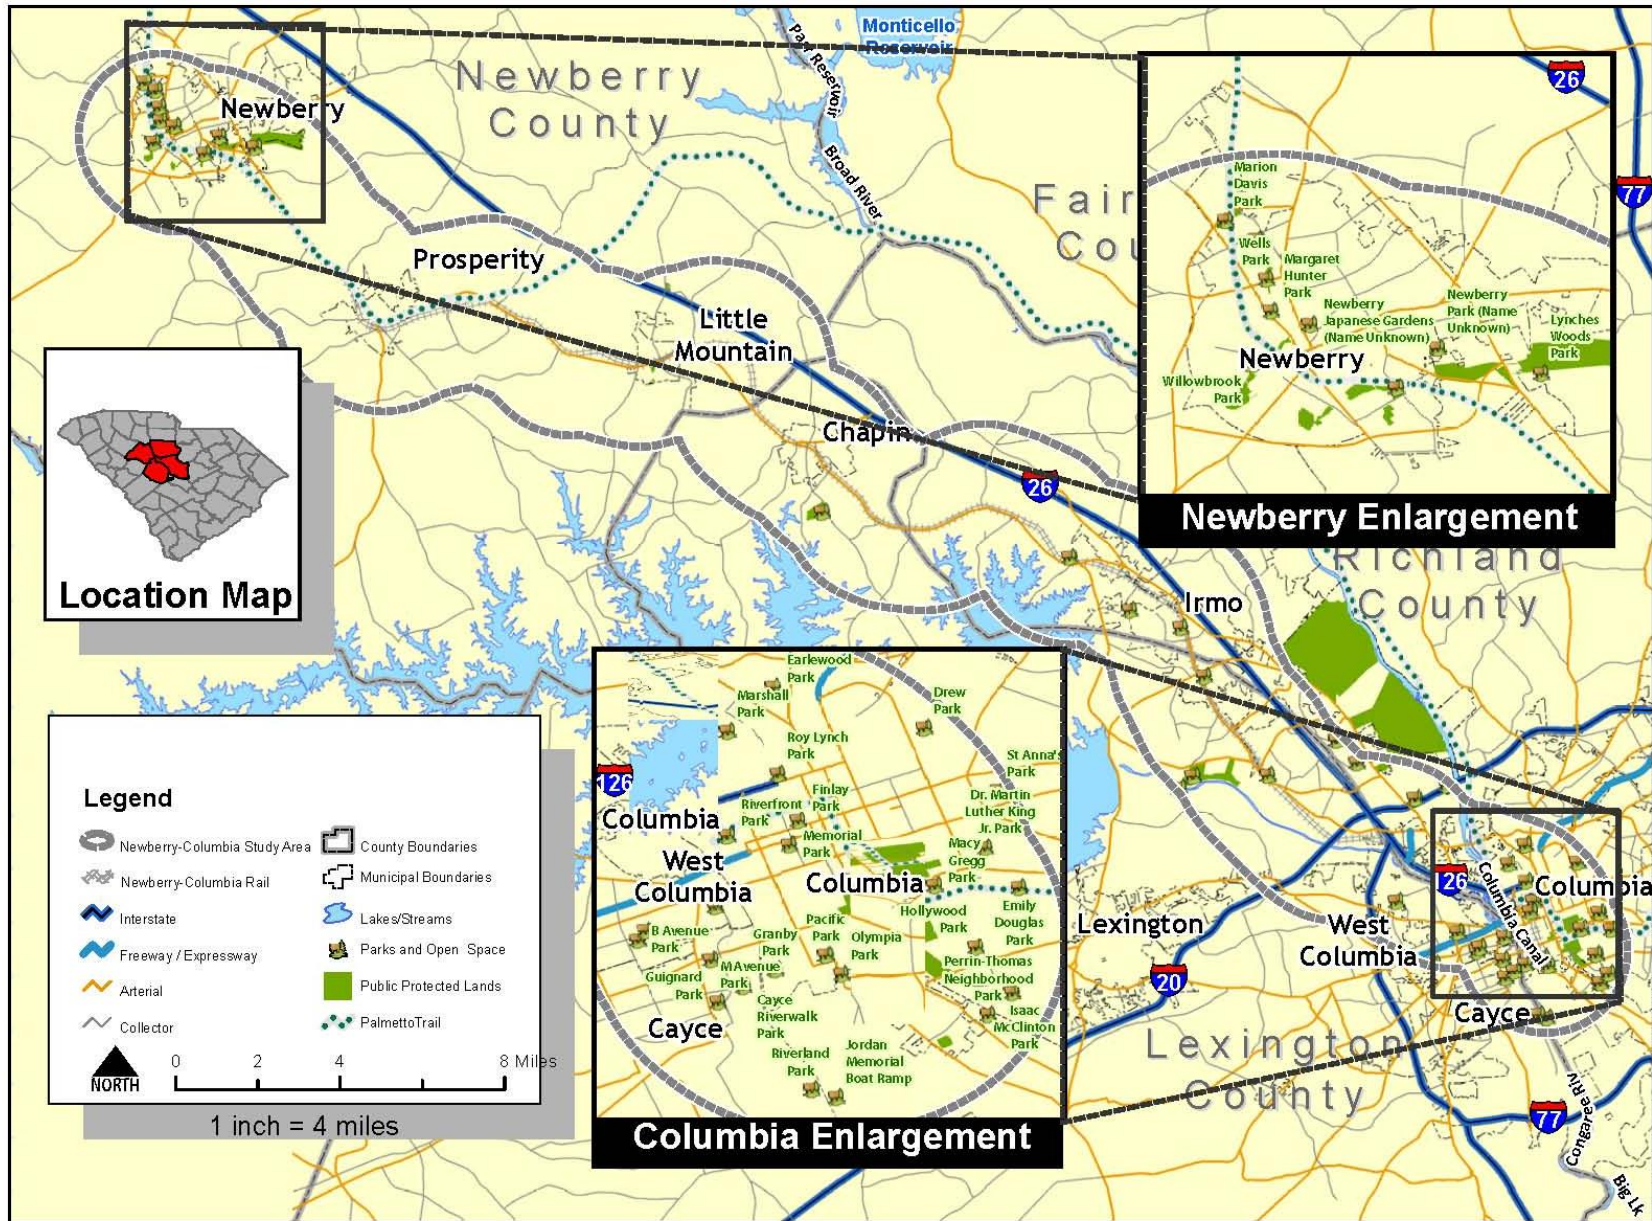 Monticello
Reservoir
Parr Reservoir
Broad River
Newberry
County
Newberry
Fair
Cou
Prosperity
Little
Mountain
Chapin
26
77
Irmo
Richland
County
Lexington
20
Lexington
County
West
Columbia
126
Columbia
Columbia Canal
Cayce
77
Congaree Riv
Big Lk
26
Marion
Davis
Park
Wells
Park
Margaret
Hunter
Park
Newberry
Japanese Gardens
(Name Unknown)
Newberry
Park (Name
Unknown)
Lynches
Woods
Park
Newberry
Willowbrook
Park
Newberry Enlargement
Location Map
Legend
Newberry-Columbia Study Area
County Boundaries
Newberry-Columbia Rail
Municipal Boundaries
Interstate
Lakes/Streams
Freeway / Expressway
Parks and Open Space
Arterial
Public Protected Lands
Collector
PalmettoTrail
NORTH
0 2 4 8 Miles
1 inch = 4 miles
Earlewood
Park
Marshall
Park
Drew
Park
Roy Lynch
Park
St Anna's
Park
126
Finlay
Park
Riverfront
Park
Dr. Martin
Luther King
Jr. Park
Columbia
Memorial
Park
Macy
Gregg
Park
West
Columbia
Columbia
Hollywood
Park
Emily
Douglas
Park
Pacific
Park
B Avenue
Park
Granby
Park
Olympia
Park
Guignard
Park
M Avenue
Park
Perrin-Thomas
Neighborhood
Park
Cayce
Riverwalk
Park
Isaac
McClinton
Park
Cayce
Riverland
Park
Jordan
Memorial
Boat Ramp
Columbia Enlargement